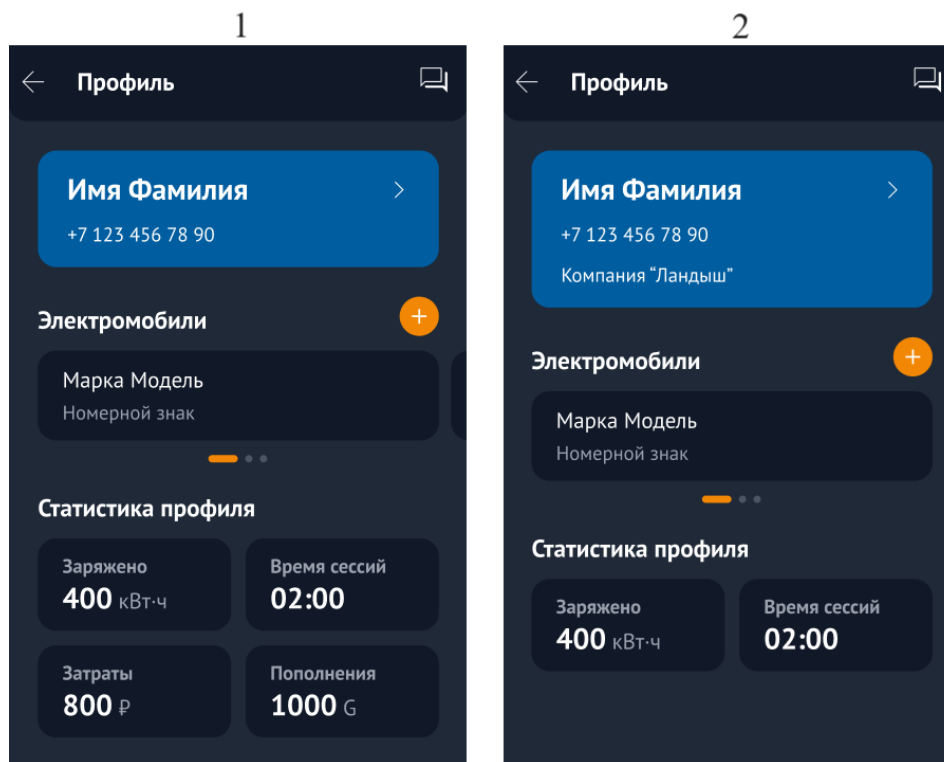 1
Профиль
Имя Фамилия
+7 123 456 78 90
Электромобили
Марка Модель
Номерной знак
Статистика профиля
Заряжено
400 кВт·ч
Время сессий
02:00
Затраты
800 ₽
Пополнения
1000 G
2
Профиль
Имя Фамилия
+7 123 456 78 90
Компания “Ландыш”
Электромобили
Марка Модель
Номерной знак
Статистика профиля
Заряжено
400 кВт·ч
Время сессий
02:00